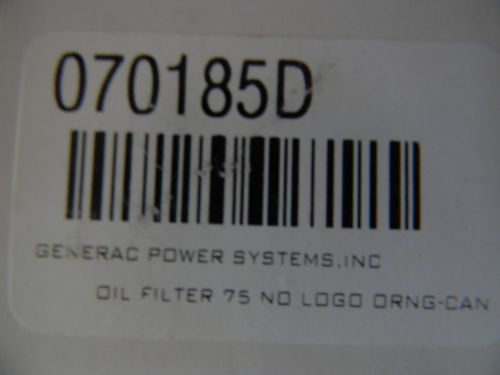 070185D
GENERAC POWER SYSTEMS,INC
OIL FILTER 75 NO LOGO ORNG-CAN